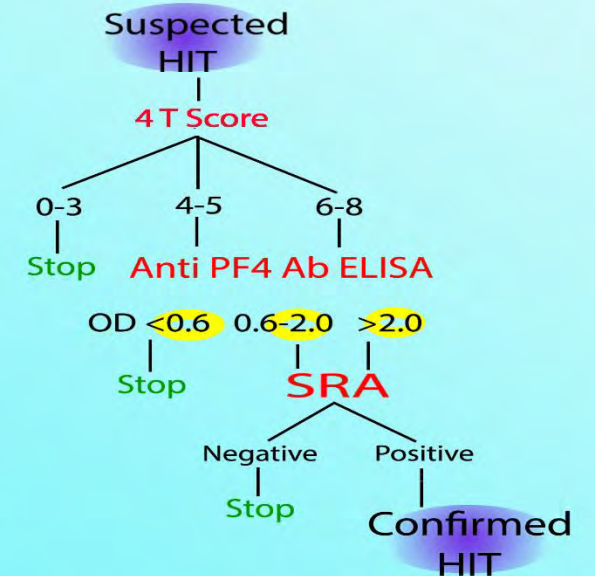 Suspected
HIT
4 T Score
0-3 4-5 6-8
Stop Anti PF4 Ab ELISA
OD <0.6 0.6-2.0 >2.0
Stop SRA
Negative Positive
Stop
Confirmed
HIT